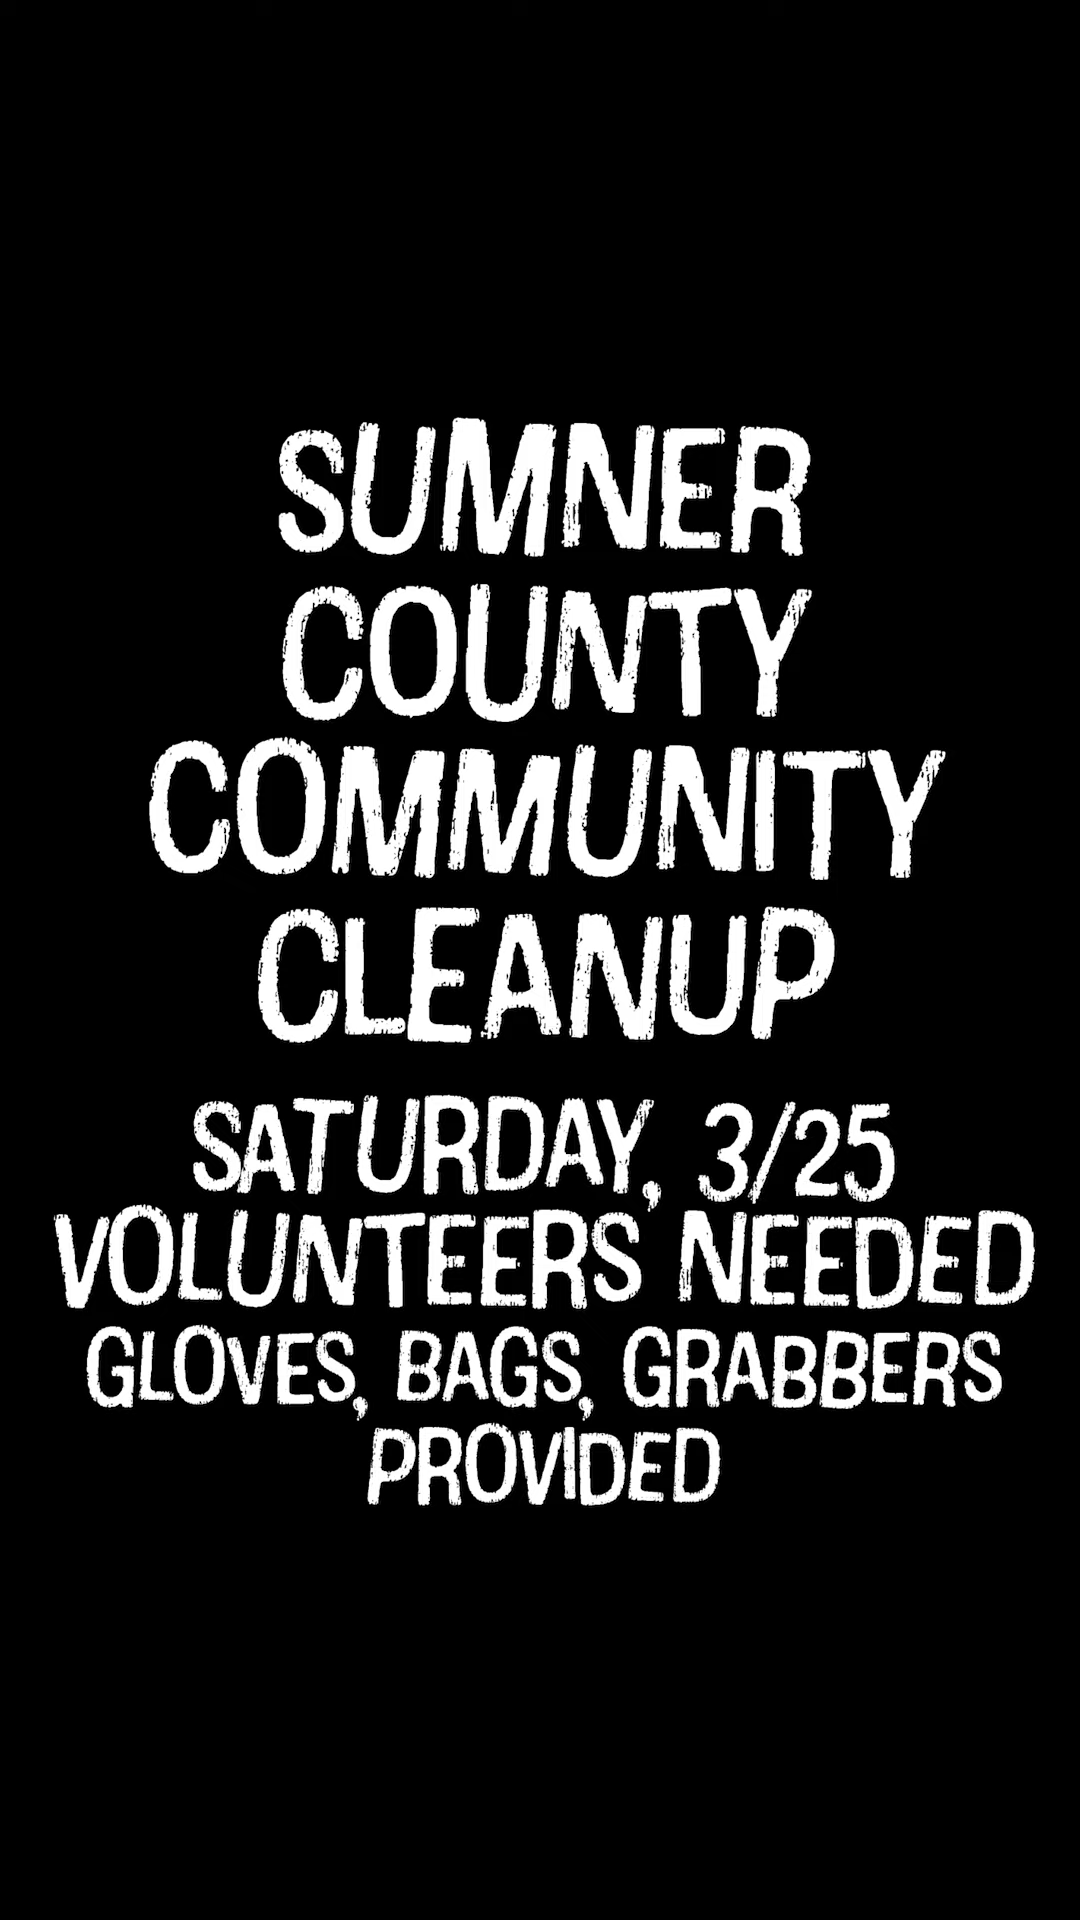 SUMNER
COUNTY
COMMUNITY
CLEANUP
SATURDAY, 3/25
VOLUNTEERS NEEDED
GLOVES, BAGS, GRABBERS
PROVIDED